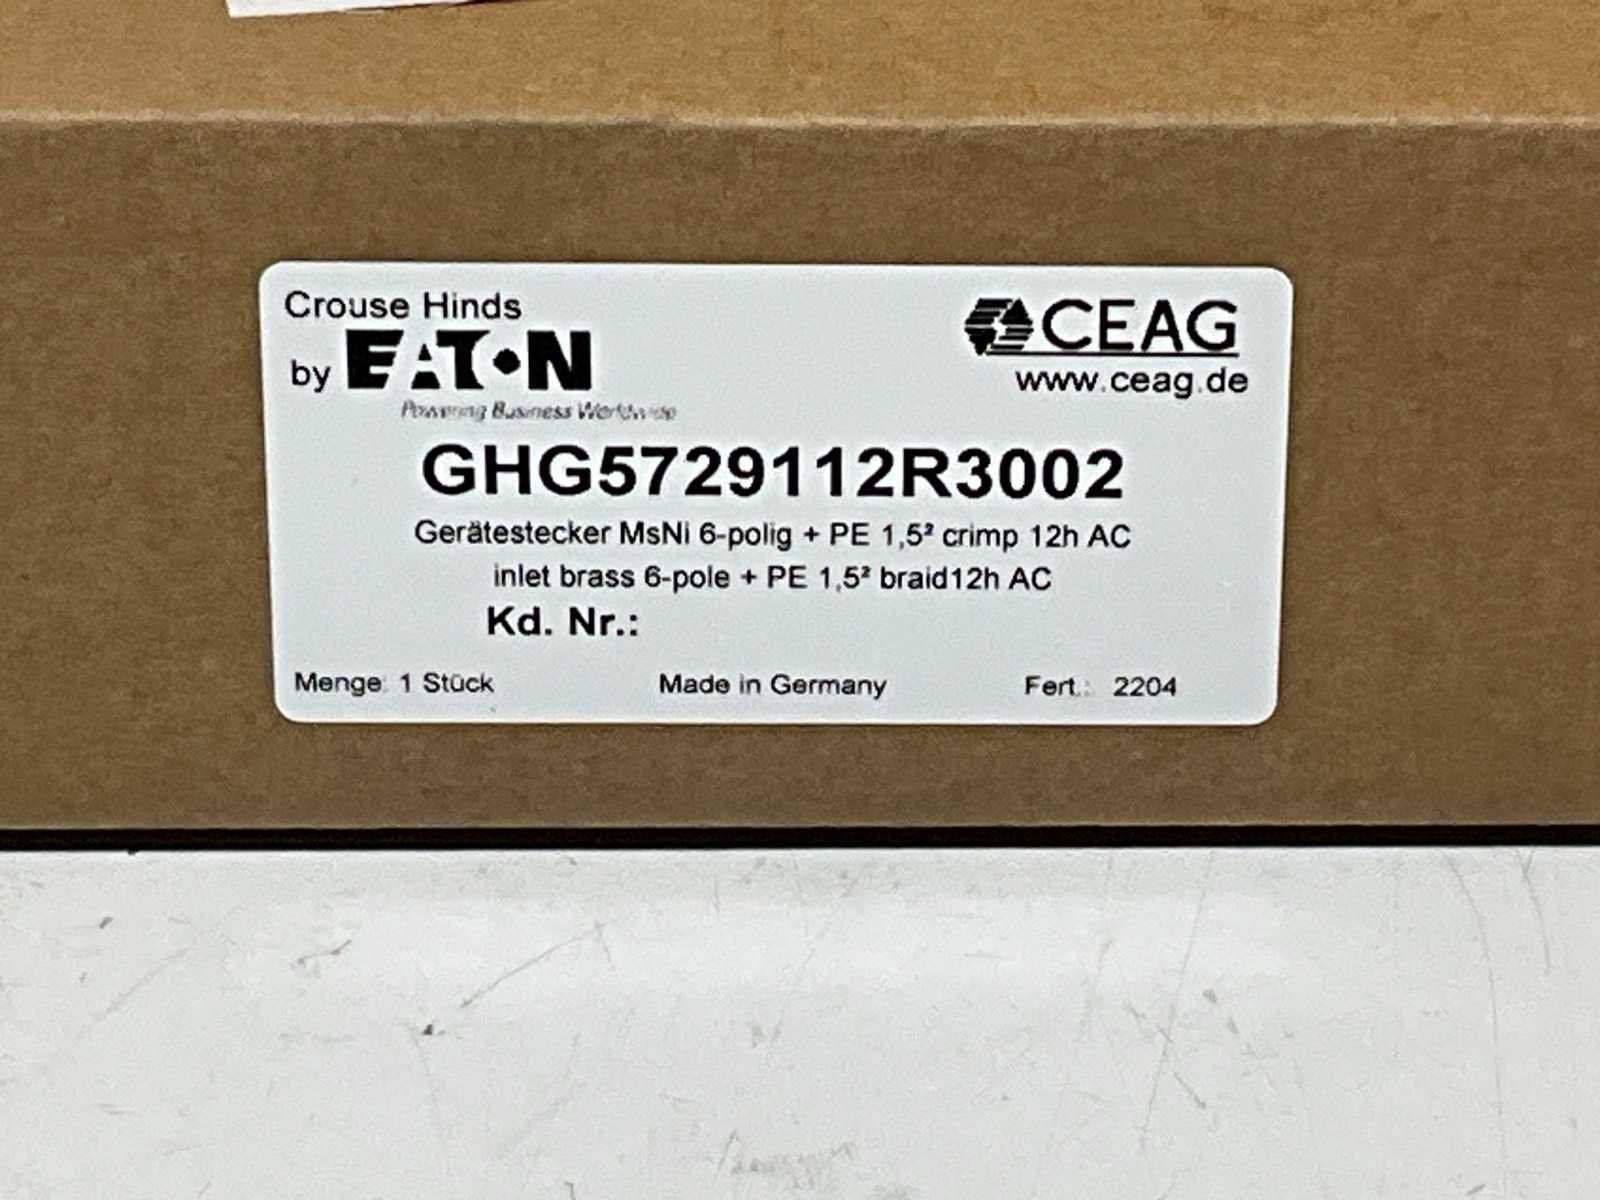 Crouse Hinds
by EATON
Powering Business Worldwide
CEAG
www.ceag.de
GHG5729112R3002
Gerätestecker MsNi 6-polig + PE 1,5² crimp 12h AC
inlet brass 6-pole + PE 1,5² braid12h AC
Kd. Nr.:
Menge: 1 Stück Made in Germany Fert.: 2204